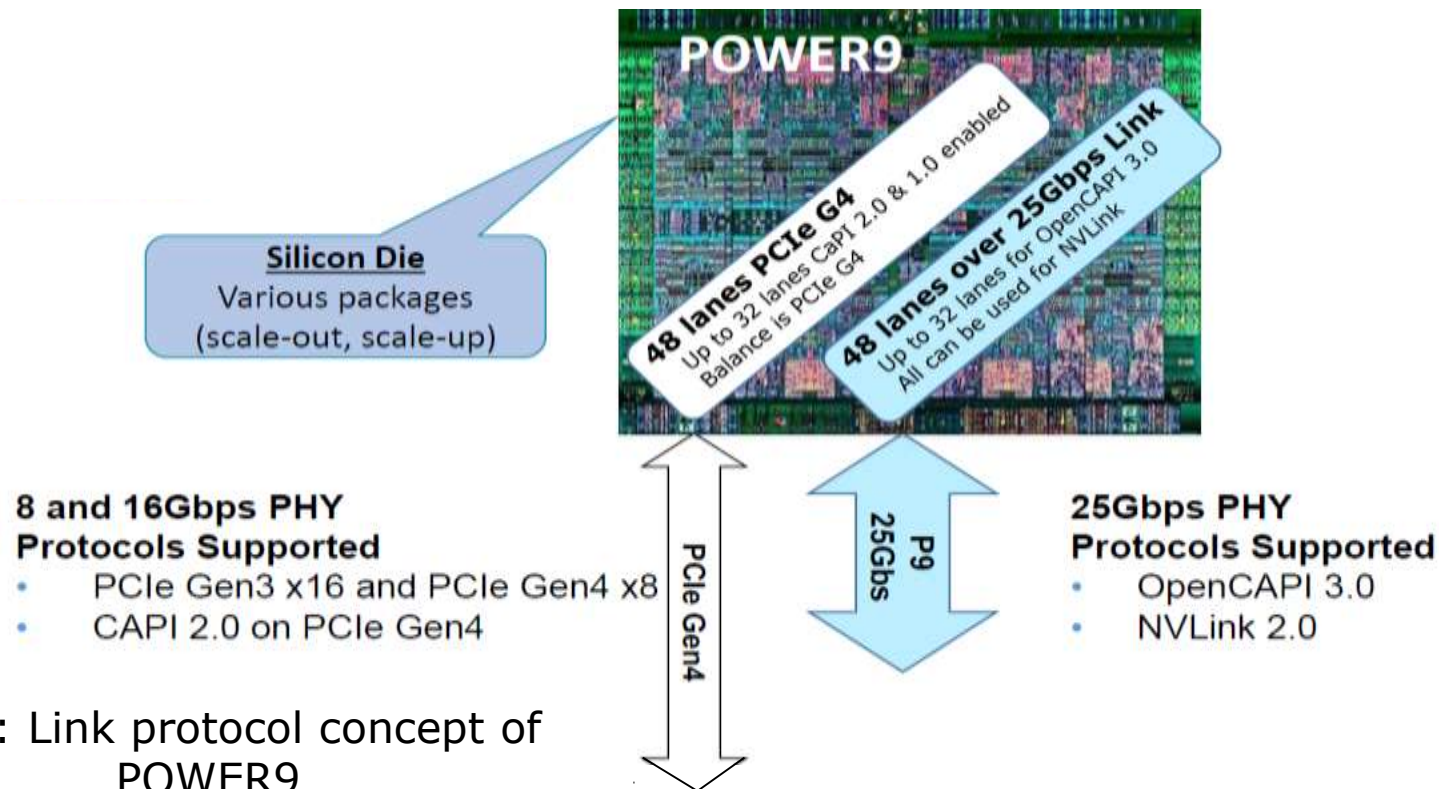 POWER9
48 lanes PCIe G4
Up to 32 lanes CaPI 2.0 & 1.0 enabled
Balance is PCIe G4
48 lanes over 25Gbps Link
Up to 32 lanes for OpenCAPI 3.0
All can be used for NVLink
Silicon Die
Various packages
(scale-out, scale-up)
8 and 16Gbps PHY
Protocols Supported
• PCIe Gen3 x16 and PCIe Gen4 x8
• CAPI 2.0 on PCIe Gen4
PCIe Gen4
P9
25Gbs
25Gbps PHY
Protocols Supported
• OpenCAPI 3.0
• NVLink 2.0
: Link protocol concept of
POWER9